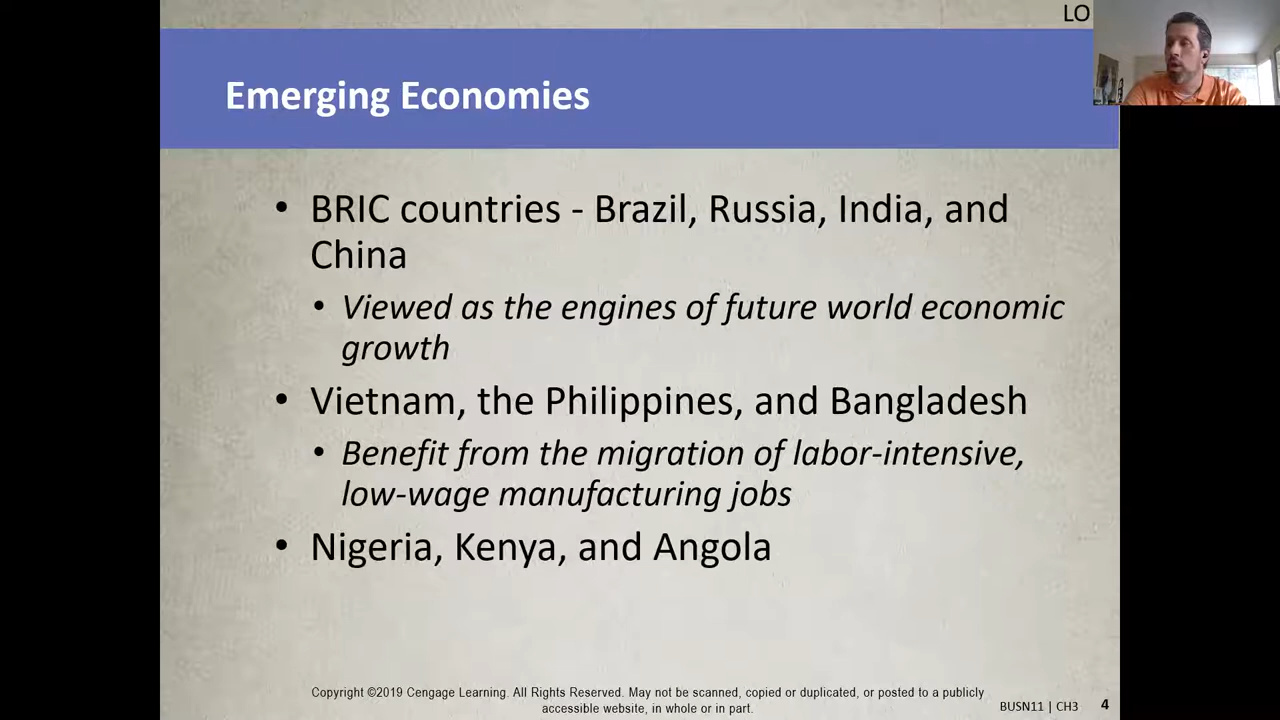 LO
Emerging Economies
• BRIC countries - Brazil, Russia, India, and
China
• Viewed as the engines of future world economic
growth
• Vietnam, the Philippines, and Bangladesh
• Benefit from the migration of labor-intensive,
low-wage manufacturing jobs
• Nigeria, Kenya, and Angola
Copyright ©2019 Cengage Learning. All Rights Reserved. May not be scanned, copied or duplicated, or posted to a publicly
accessible website, in whole or in part.
BUSN11 | CH3 4